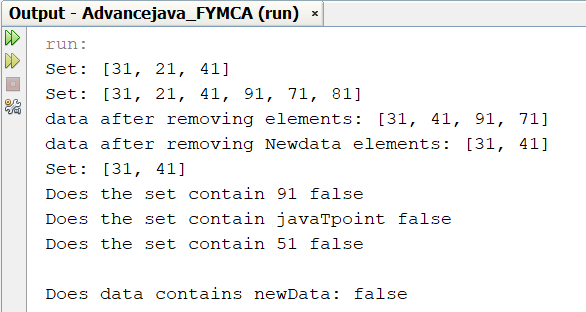 Output - Advancejava_FYMCA (run) ×
run:
Set: [31, 21, 41]
Set: [31, 21, 41, 91, 71, 81]
data after removing elements: [31, 41, 91, 71]
data after removing Newdata elements: [31, 41]
Set: [31, 41]
Does the set contain 91 false
Does the set contain javaTpoint false
Does the set contain 51 false
Does data contains newData: false